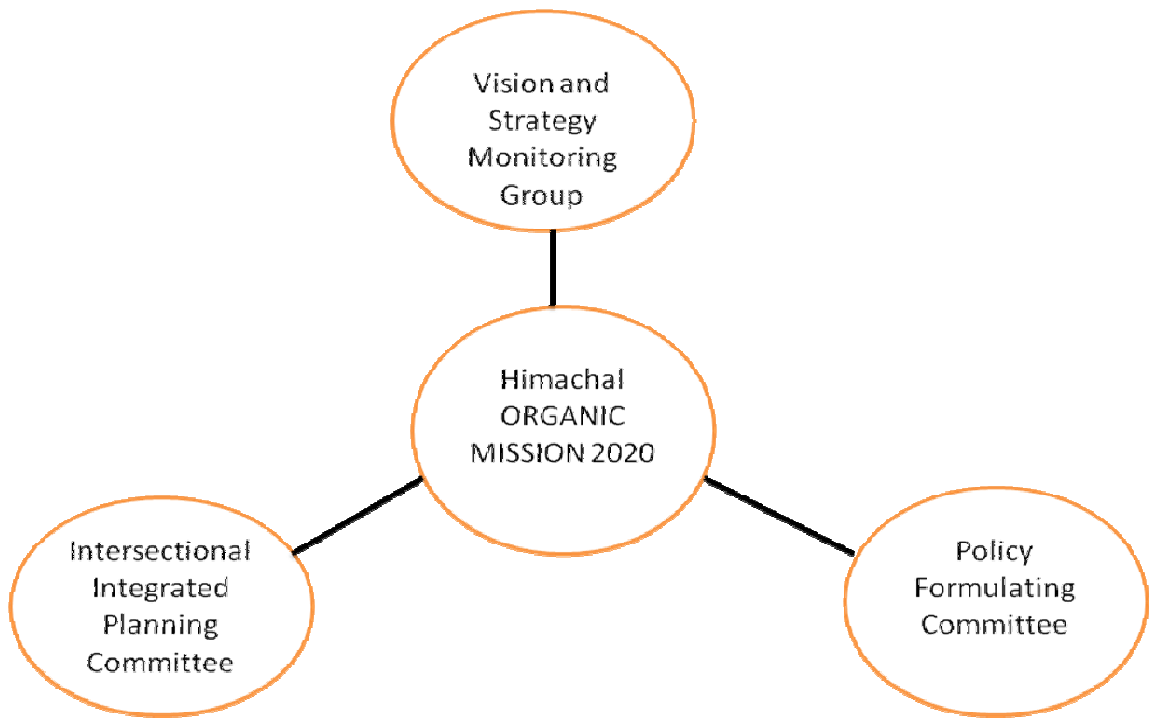 Vision and
Strategy
Monitoring
Group
Himachal
ORGANIC
MISSION 2020
Intersectional
Integrated
Planning
Committee
Policy
Formulating
Committee